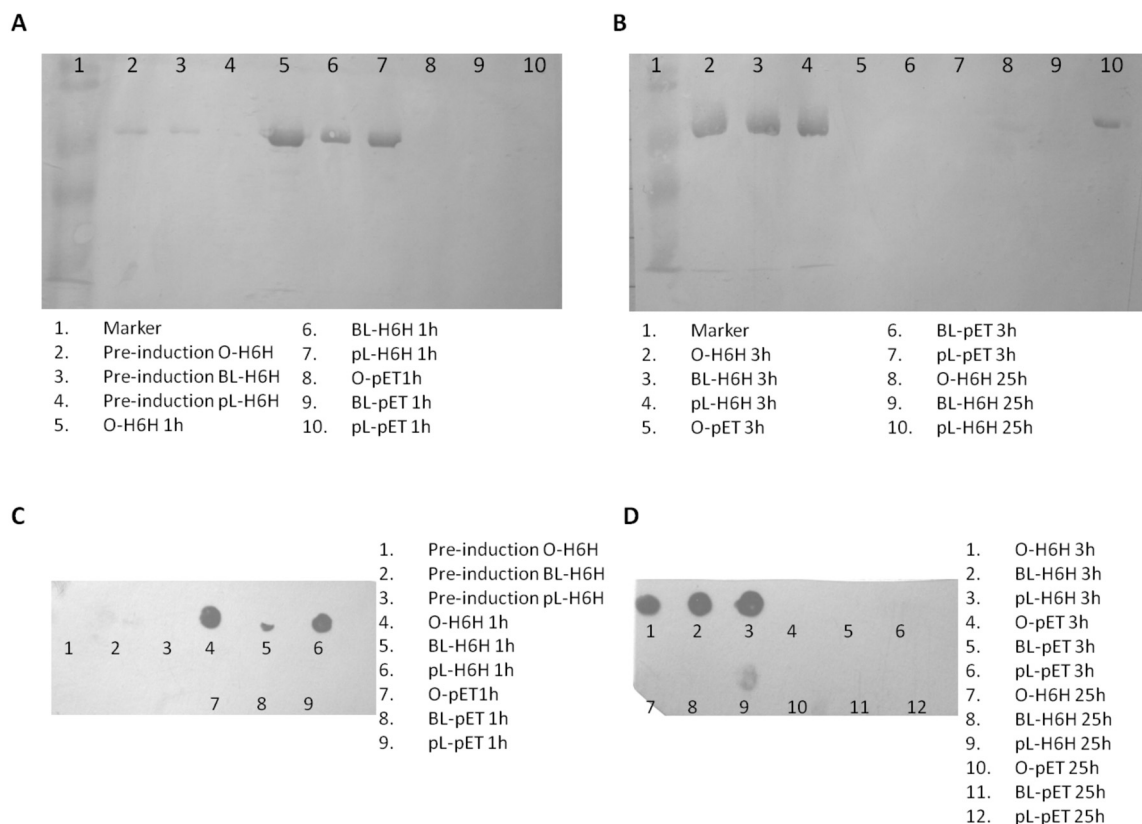 A
1 2 3 4 5 6 7 8 9 10
1. Marker
2. Pre-induction O-H6H
3. Pre-induction BL-H6H
4. Pre-induction pL-H6H
5. O-H6H 1h
6. BL-H6H 1h
7. pL-H6H 1h
8. O-pET1h
9. BL-pET 1h
10. pL-pET 1h
B
1 2 3 4 5 6 7 8 9 10
1 Marker
2. O-H6H 3h
3. BL-H6H 3h
4. pL-H6H 3h
5. O-pET 3h
6. BL-pET 3h
7. pL-pET 3h
8. O-H6H 25h
9. BL-H6H 25h
10. pL-H6H 25h
C
1 2 3 4 5 6
7 8 9
1. Pre-induction O-H6H
2. Pre-induction BL-H6H
3. Pre-induction pL-H6H
4. O-H6H 1h
5. BL-H6H 1h
6. pL-H6H 1h
7. O-pET1h
8. BL-pET 1h
9. pL-pET 1h
D
1 2 3 4 5 6
7 8 9 10 11 12
1. O-H6H 3h
2. BL-H6H 3h
3. pL-H6H 3h
4. O-pET 3h
5. BL-pET 3h
6. pL-pET 3h
7. O-H6H 25h
8. BL-H6H 25h
9. pL-H6H 25h
10. O-pET 25h
11. BL-pET 25h
12. pL-pET 25h